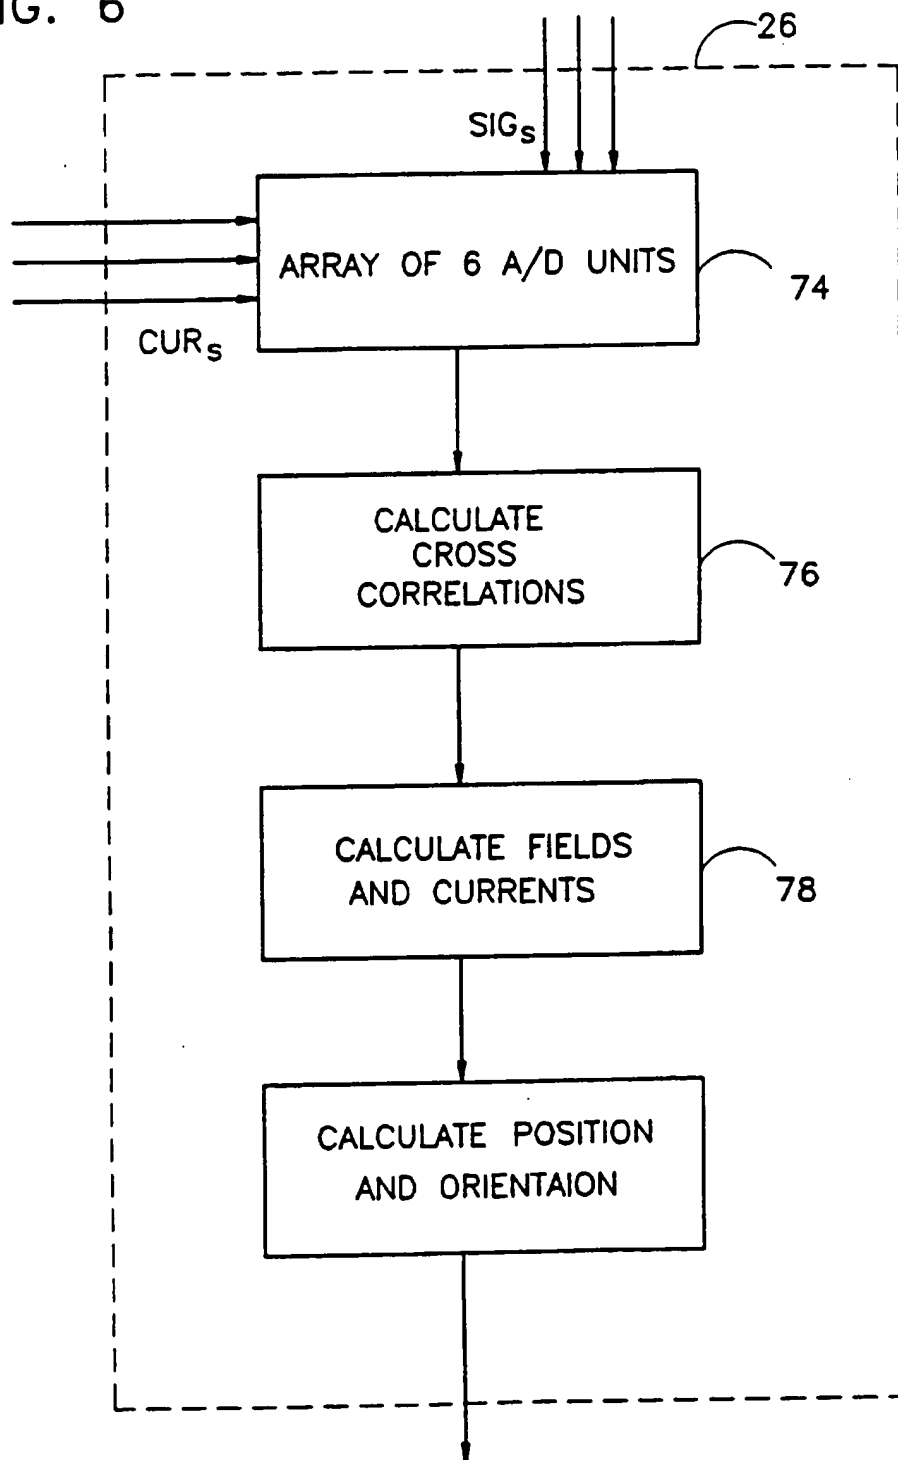 FIG. 6
26
SIGs
ARRAY OF 6 A/D UNITS
74
CURs
CALCULATE
CROSS
CORRELATIONS
76
CALCULATE FIELDS
AND CURRENTS
78
CALCULATE POSITION
AND ORIENTAION